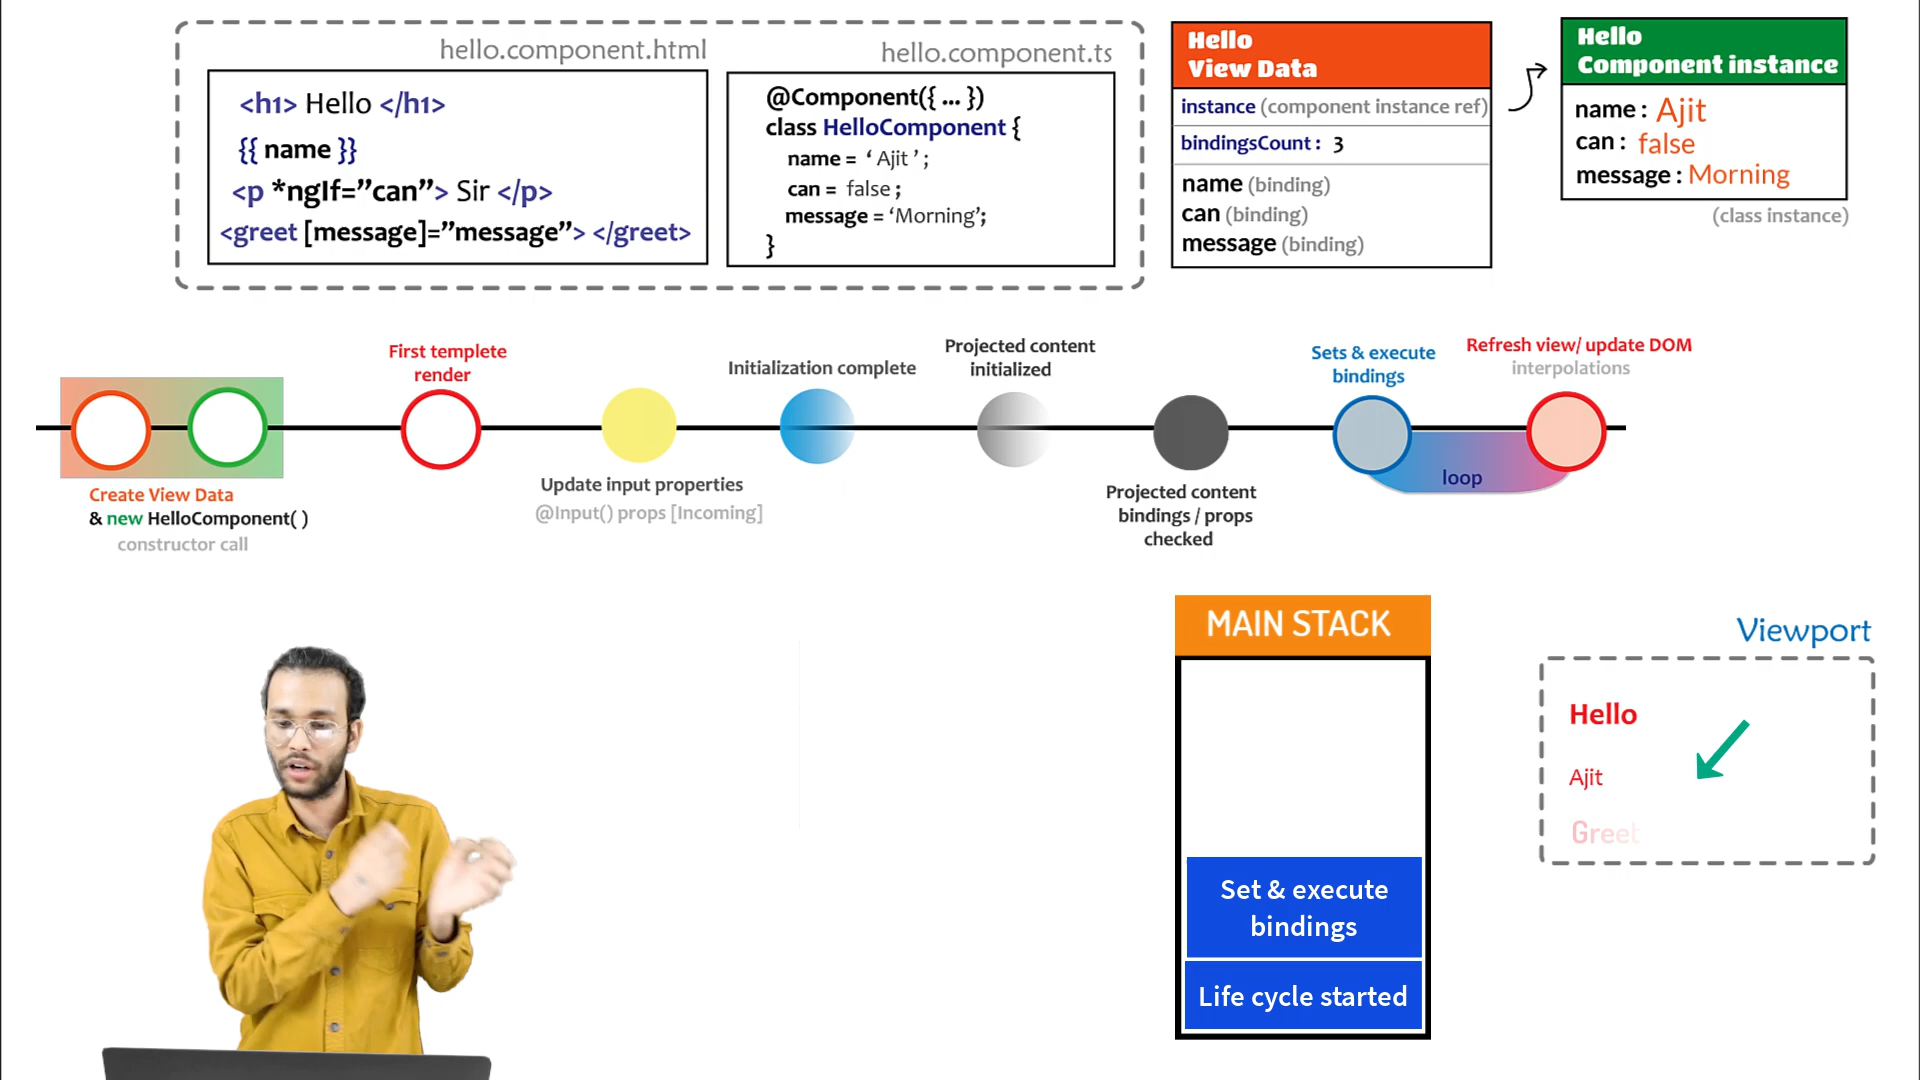 hello.component.html
<h1> Hello </h1>
{{ name }}
<p *ngIf=”can”> Sir </p>
<greet [message]=”message”> </greet>
hello.component.ts
@Component({ ... })
class HelloComponent {
name = ‘ Ajit ’ ;
can = false ;
message = ‘Morning’;
}
Hello
View Data
instance (component instance ref)
bindingsCount : 3
name (binding)
can (binding)
message (binding)
Hello
Component instance
name : Ajit
can : false
message : Morning
(class instance)
Create View Data
& new HelloComponent( )
constructor call
First templete
render
Update input properties
@Input() props [Incoming]
Initialization complete
Projected content
initialized
Projected content
bindings / props
checked
Sets & execute
bindings
loop
Refresh view/ update DOM
interpolations
MAIN STACK
Set & execute
bindings
Life cycle started
Viewport
Hello
Ajit
Greet